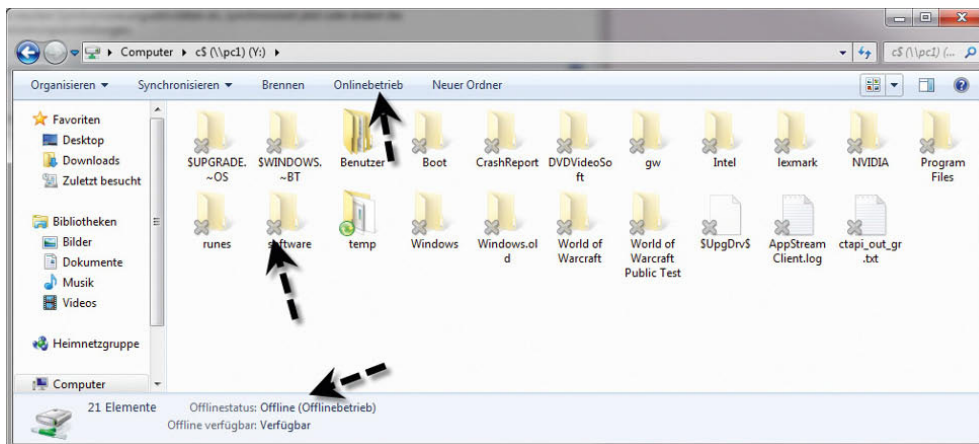 Computer ▸ c$ (\\pc1) (Y:) ▸
c$ (\\pc1) (...
Organisieren Synchronisieren Brennen Onlinebetrieb Neuer Ordner
Favoriten
Desktop
Downloads
Zuletzt besucht
Bibliotheken
Bilder
Dokumente
Musik
Videos
Heimnetzgruppe
Computer
$UPGRADE.
~OS
$WINDOWS.
~BT
Benutzer
Boot
CrashReport
DVDVideoSo
ft
gw
Intel
lexmark
NVIDIA
Program
Files
runes
software
temp
Windows
Windows.ol
d
World of
Warcraft
World of
Warcraft
Public Test
$UpgDrv$
AppStream
Client.log
ctapi_out_gr
.txt
21 Elemente
Offlinestatus: Offline (Offlinebetrieb)
Offline verfügbar: Verfügbar